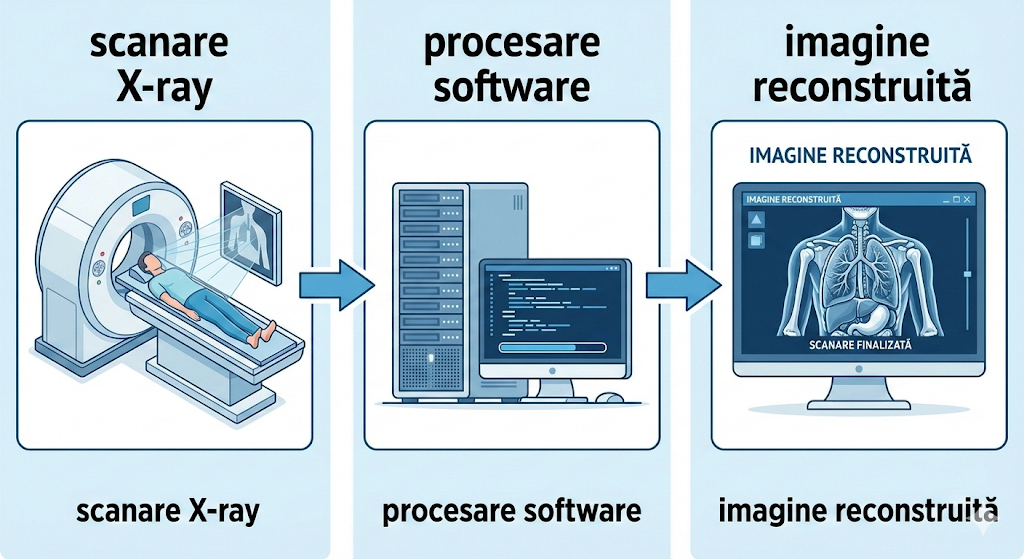 scanare
X-ray
procesare
software
imagine
reconstruită
IMAGINE RECONSTRUITĂ
IMAGINE RECONSTRUITĂ
SCANARE FINALIZATĂ
scanare X-ray
procesare software
imagine reconstruită